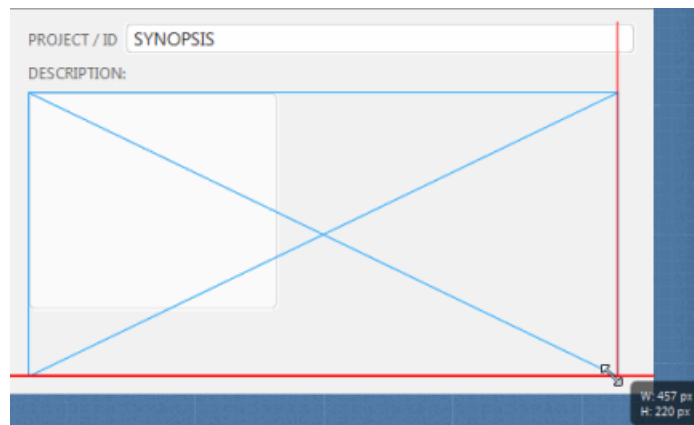 PROJECT / ID SYNOPSIS
DESCRIPTION:
W: 457 px
H: 220 px